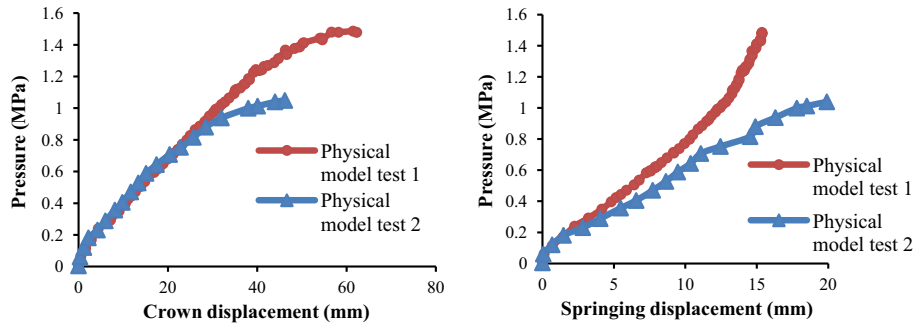 Pressure (MPa)
1.6
1.4
1.2
1
0.8
0.6
0.4
0.2
0
0
20
40
60
80
Crown displacement (mm)
Physical
model test 1
Physical
model test 2
Pressure (MPa)
1.6
1.4
1.2
1
0.8
0.6
0.4
0.2
0
0
5
10
15
20
Springing displacement (mm)
Physical
model test 1
Physical
model test 2